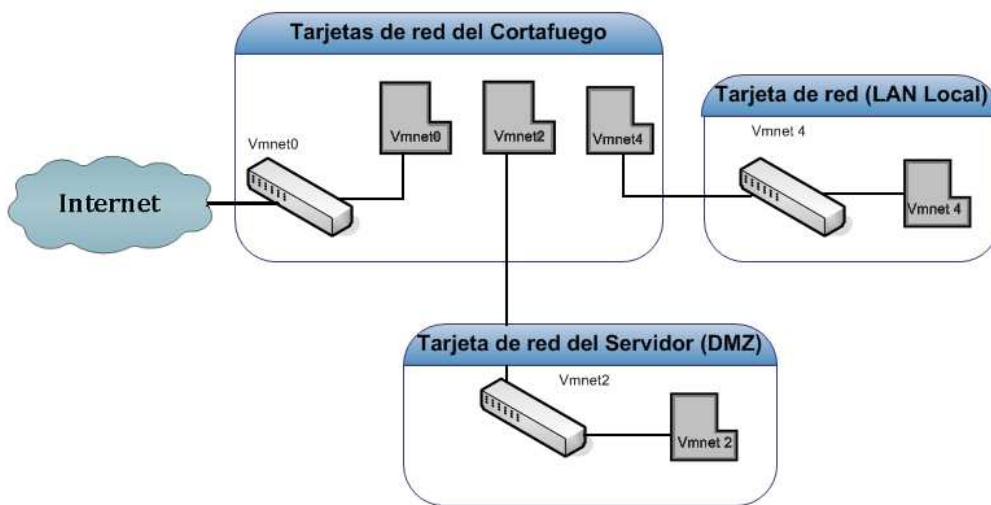 Tarjetas de red del Cortafuego
Vmnet0
Vmnet0
Vmnet2
Vmnet4
Internet
Tarjeta de red (LAN Local)
Vmnet 4
Vmnet 4
Tarjeta de red del Servidor (DMZ)
Vmnet2
Vmnet 2